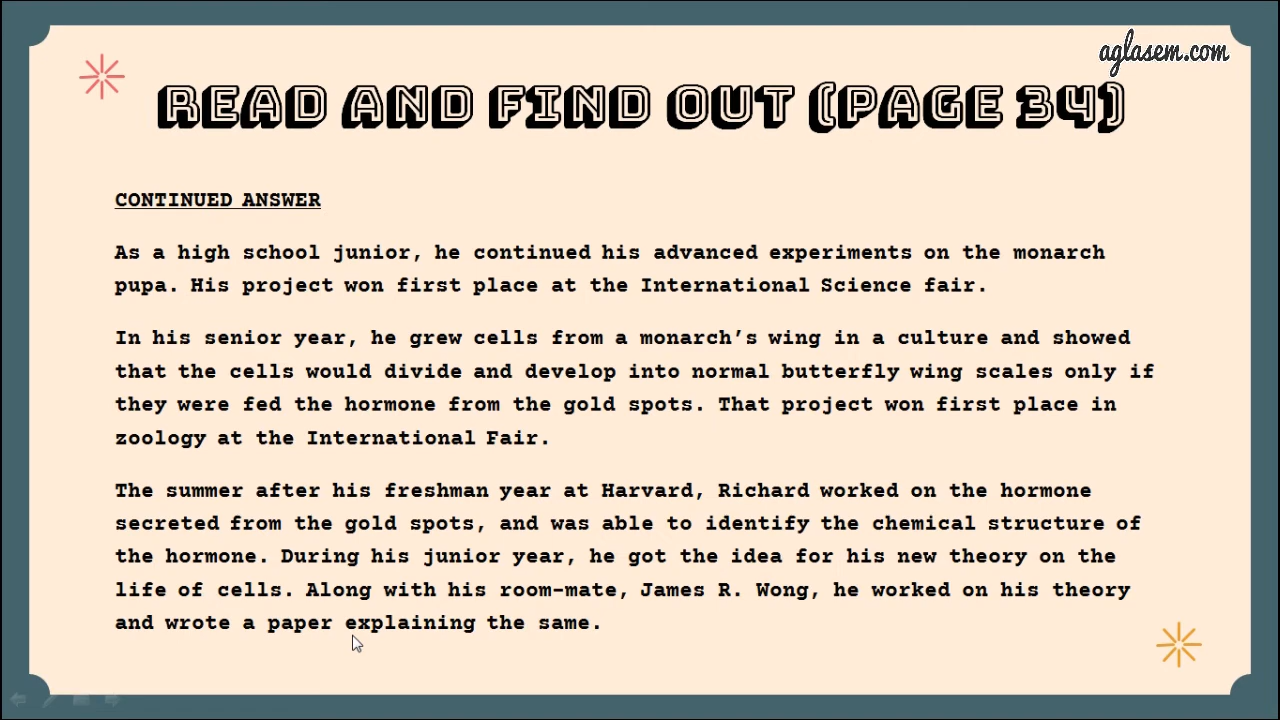 aglasem.com
READ AND FIND OUT (PAGE 34)
CONTINUED ANSWER
As a high school junior, he continued his advanced experiments on the monarch
pupa. His project won first place at the International Science fair.
In his senior year, he grew cells from a monarch’s wing in a culture and showed
that the cells would divide and develop into normal butterfly wing scales only if
they were fed the hormone from the gold spots. That project won first place in
zoology at the International Fair.
The summer after his freshman year at Harvard, Richard worked on the hormone
secreted from the gold spots, and was able to identify the chemical structure of
the hormone. During his junior year, he got the idea for his new theory on the
life of cells. Along with his room-mate, James R. Wong, he worked on his theory
and wrote a paper explaining the same.